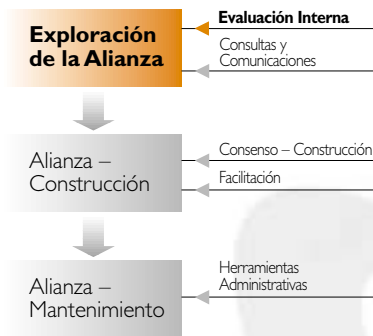 Exploración
de la Alianza
Evaluación Interna
Consultas y
Comunicaciones
Alianza –
Construcción
Consenso – Construcción
Facilitación
Alianza –
Mantenimiento
Herramientas
Administrativas